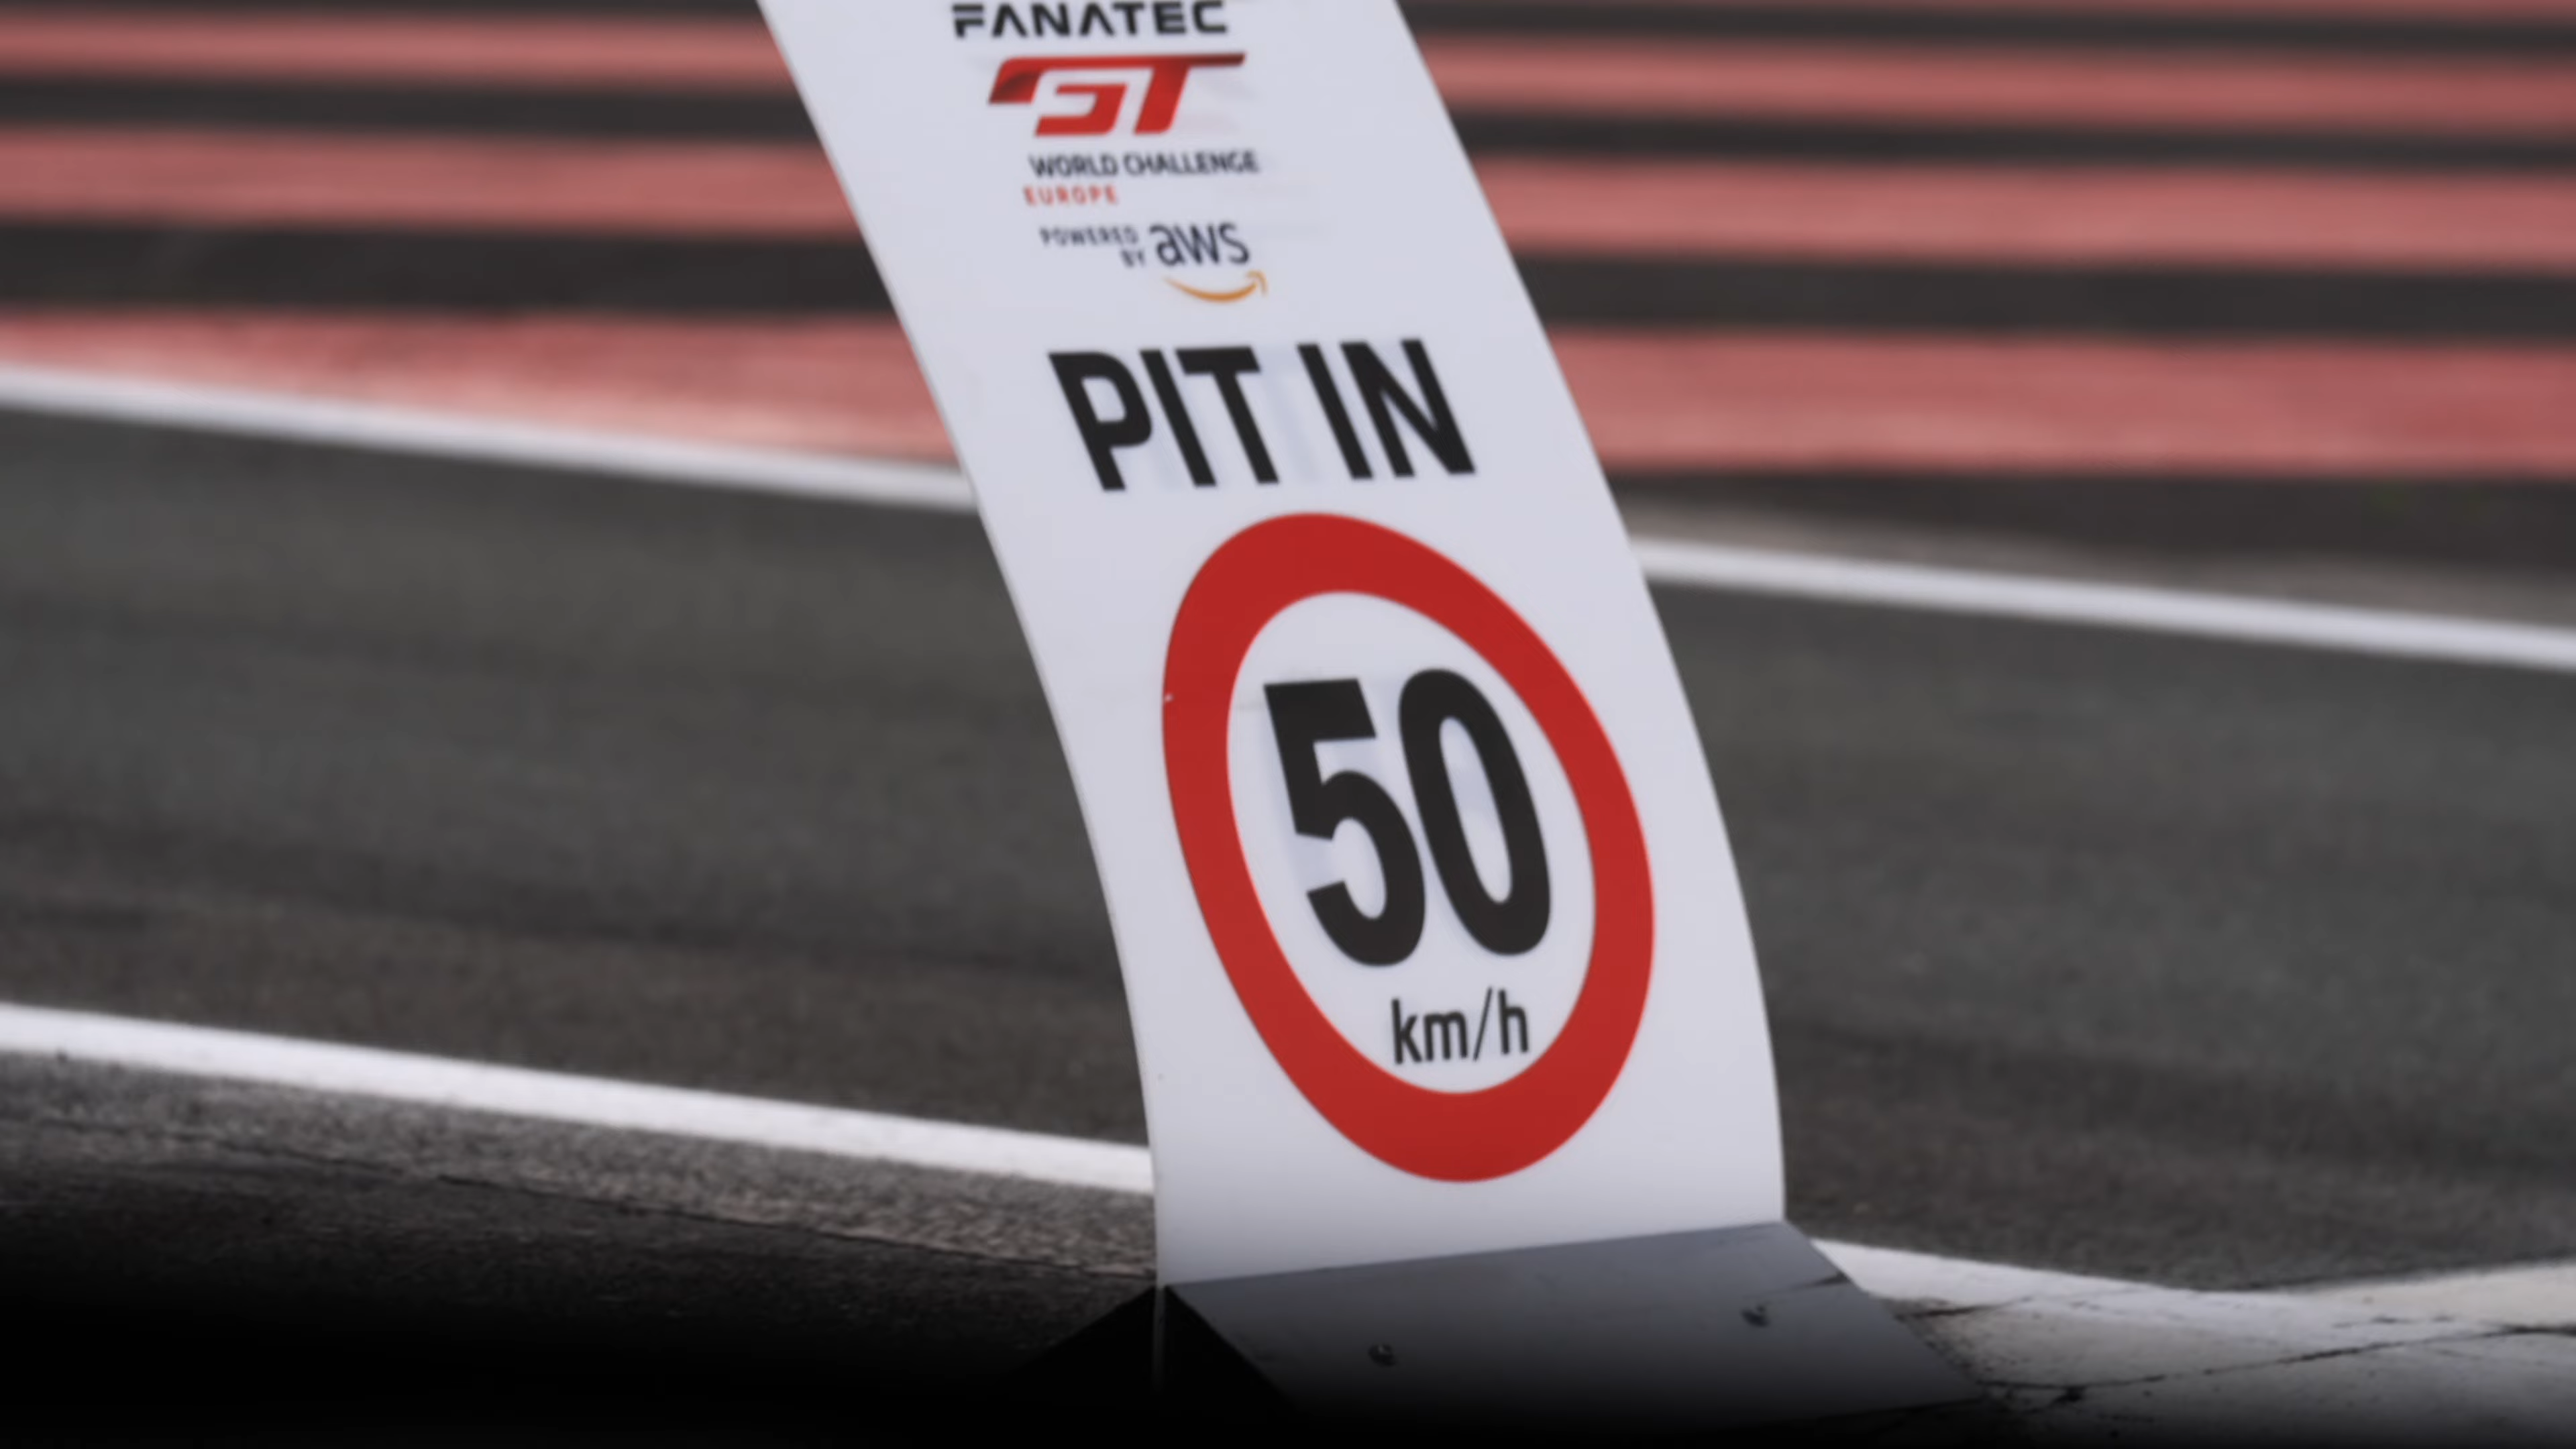 FANATEC
GT
WORLD CHALLENGE
EUROPE
POWERED
BY aws
PIT IN
50
km/h